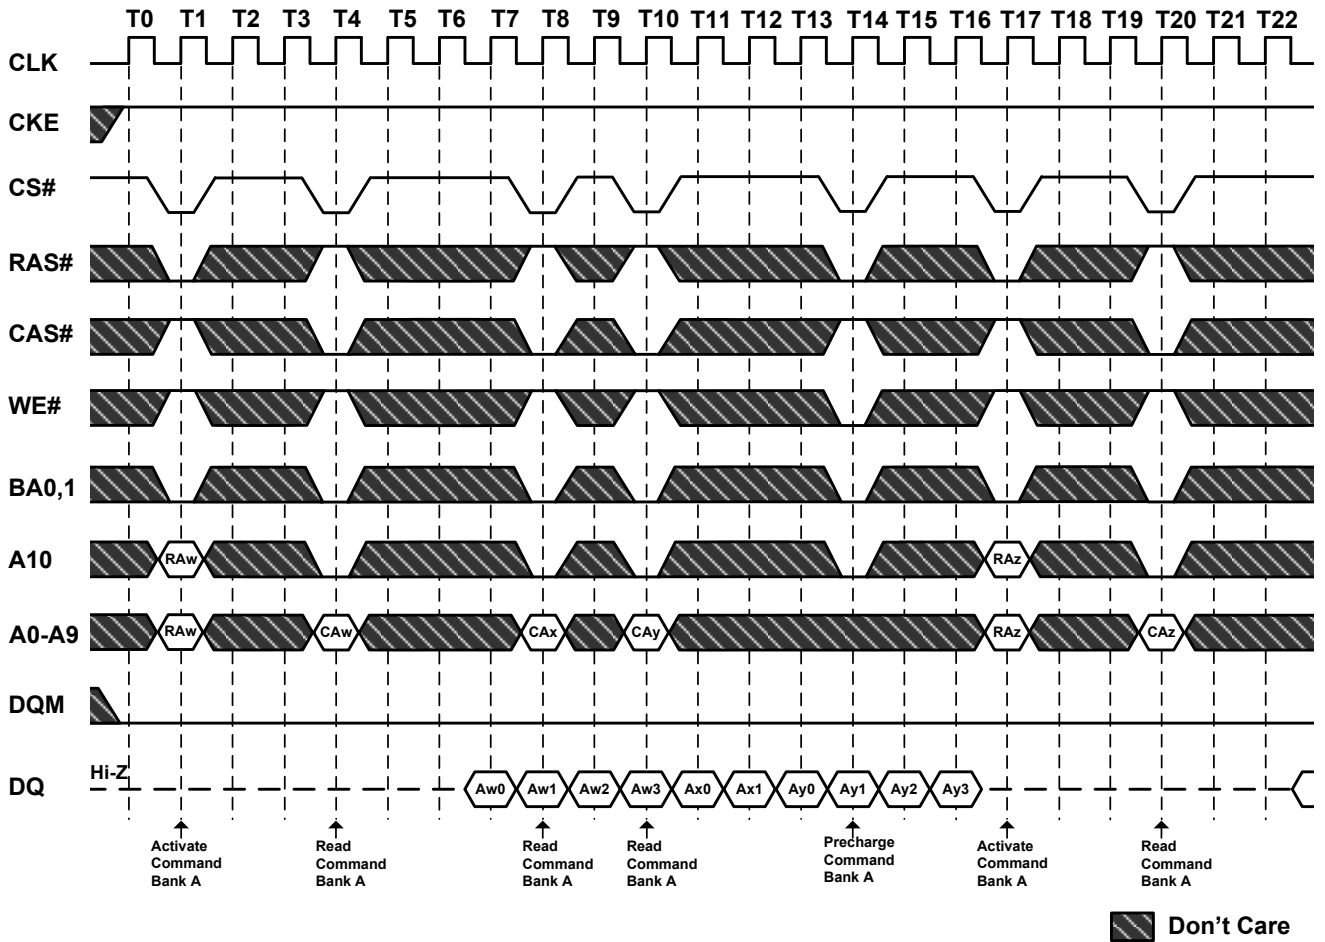 T0 T1 T2 T3 T4 T5 T6 T7 T8 T9 T10 T11 T12 T13 T14 T15 T16 T17 T18 T19 T20 T21 T22
CLK
CKE
CS#
RAS#
CAS#
WE#
BA0,1
A10 RAw RAz
A0-A9 RAw CAw CAx CAy RAz CAz
DQM
Hi-Z
DQ Aw0 Aw1 Aw2 Aw3 Ax0 Ax1 Ay0 Ay1 Ay2 Ay3
Activate
Command
Bank A
Read
Command
Bank A
Read
Command
Bank A
Read
Command
Bank A
Precharge
Command
Bank A
Activate
Command
Bank A
Read
Command
Bank A
Don't Care